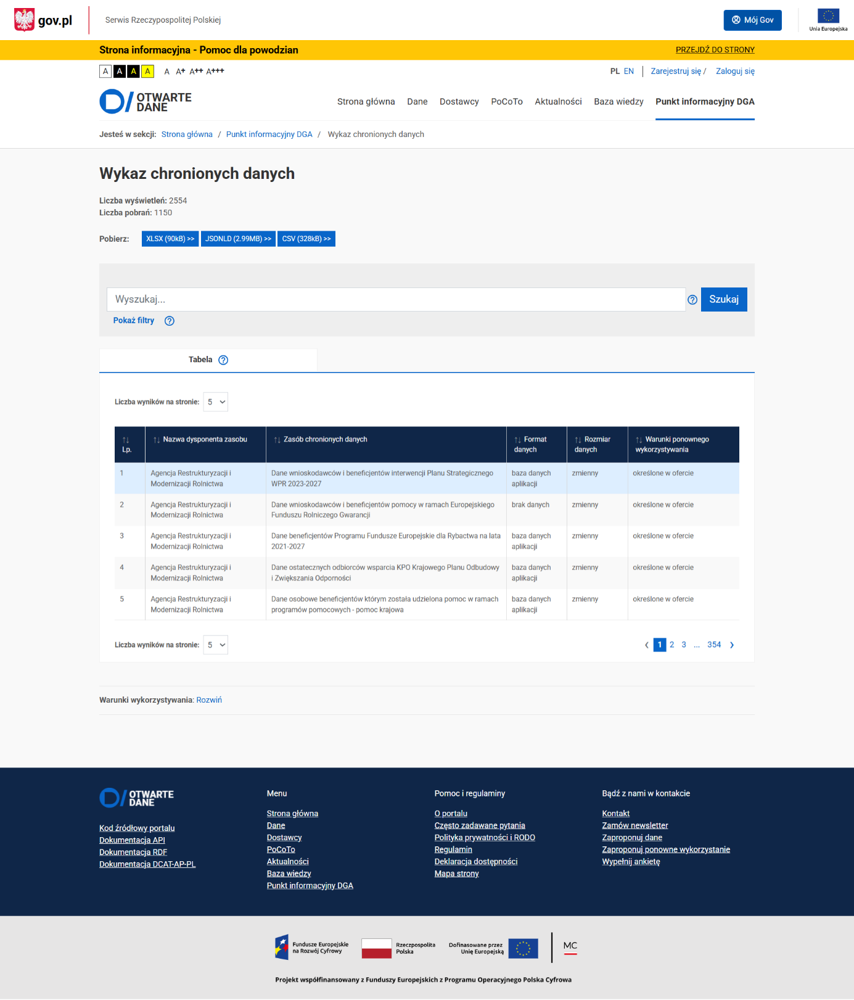 gov.pl
Serwis Rzeczypospolitej Polskiej
Mój Gov
Unia Europejska
Strona informacyjna - Pomoc dla powodzian
PRZEJDŹ DO STRONY
A A A A A A+ A++ A+++
PL EN Zarejestruj się / Zaloguj się
OTWARTE
DANE
Strona główna Dane Dostawcy PoCoTo Aktualności Baza wiedzy Punkt informacyjny DGA
Jesteś w sekcji: Strona główna / Punkt informacyjny DGA / Wykaz chronionych danych
Wykaz chronionych danych
Liczba wyświetleń: 2554
Liczba pobrań: 1150
Pobierz: XLSX (90kB) >> JSONLD (2.99MB) >> CSV (328kB) >>
Wyszukaj... ? Szukaj
Pokaż filtry ?
Tabela ?
Liczba wyników na stronie: 5
↑↓ Lp. ↑↓ Nazwa dysponenta zasobu ↑↓ Zasób chronionych danych ↑↓ Format danych ↑↓ Rozmiar danych ↑↓ Warunki ponownego wykorzystywania
1 Agencja Restrukturyzacji i Modernizacji Rolnictwa Dane wnioskodawców i beneficjentów interwencji Planu Strategicznego WPR 2023-2027 baza danych aplikacji zmienny określone w ofercie
2 Agencja Restrukturyzacji i Modernizacji Rolnictwa Dane wnioskodawców i beneficjentów pomocy w ramach Europejskiego Funduszu Rolniczego Gwarancji brak danych zmienny określone w ofercie
3 Agencja Restrukturyzacji i Modernizacji Rolnictwa Dane beneficjentów Programu Fundusze Europejskie dla Rybactwa na lata 2021-2027 baza danych aplikacji zmienny określone w ofercie
4 Agencja Restrukturyzacji i Modernizacji Rolnictwa Dane ostatecznych odbiorców wsparcia KPO Krajowego Planu Odbudowy i Zwiększania Odporności baza danych aplikacji zmienny określone w ofercie
5 Agencja Restrukturyzacji i Modernizacji Rolnictwa Dane osobowe beneficjentów którym została udzielona pomoc w ramach programów pomocowych - pomoc krajowa baza danych aplikacji zmienny określone w ofercie
Liczba wyników na stronie: 5
‹ 1 2 3 ... 354 ›
Warunki wykorzystywania: Rozwiń
OTWARTE
DANE
Kod źródłowy portalu
Dokumentacja API
Dokumentacja RDF
Dokumentacja DCAT-AP-PL
Menu
Strona główna
Dane
Dostawcy
PoCoTo
Aktualności
Baza wiedzy
Punkt informacyjny DGA
Pomoc i regulaminy
O portalu
Często zadawane pytania
Polityka prywatności i RODO
Regulamin
Deklaracja dostępności
Mapa strony
Bądź z nami w kontakcie
Kontakt
Zamów newsletter
Zaproponuj dane
Zaproponuj ponowne wykorzystanie
Wypełnij ankietę
Fundusze Europejskie
na Rozwój Cyfrowy
Rzeczpospolita
Polska
Dofinasowane przez
Unię Europejską
MC
Projekt współfinansowany z Funduszy Europejskich z Programu Operacyjnego Polska Cyfrowa